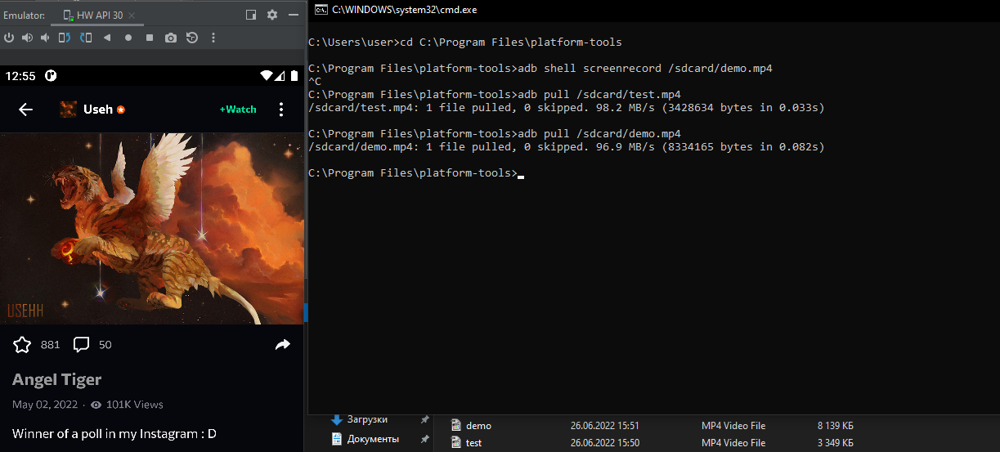 Emulator:
HW API 30
12:55
Useh
+Watch
USEHH
881
50
Angel Tiger
May 02, 2022 · 101K Views
Winner of a poll in my Instagram : D
C:\WINDOWS\system32\cmd.exe
C:\Users\user>cd C:\Program Files\platform-tools
C:\Program Files\platform-tools>adb shell screenrecord /sdcard/demo.mp4
^C
C:\Program Files\platform-tools>adb pull /sdcard/test.mp4
/sdcard/test.mp4: 1 file pulled, 0 skipped. 98.2 MB/s (3428634 bytes in 0.033s)
C:\Program Files\platform-tools>adb pull /sdcard/demo.mp4
/sdcard/demo.mp4: 1 file pulled, 0 skipped. 96.9 MB/s (8334165 bytes in 0.082s)
C:\Program Files\platform-tools>
Загрузки
Документы
demo 26.06.2022 15:51 MP4 Video File 8 139 КБ
test 26.06.2022 15:50 MP4 Video File 3 349 КБ